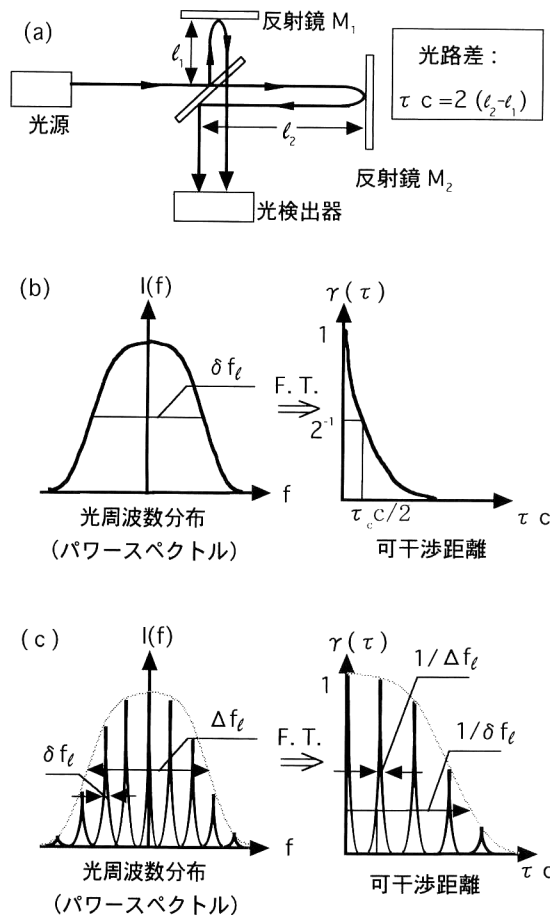 (a)
反射鏡 M₁
ℓ₁
光源
ℓ₂
反射鏡 M₂
光検出器
光路差：
τ c = 2 (ℓ₂-ℓ₁)
(b)
I(f)
δfℓ
f
光周波数分布
（パワースペクトル）
F. T.
⇒
γ(τ)
1
2⁻¹
τ_c c/2
τ c
可干渉距離
(c)
I(f)
Δfℓ
δfℓ
f
光周波数分布
（パワースペクトル）
F. T.
⇒
γ(τ)
1
1/Δfℓ
1/δfℓ
τ c
可干渉距離